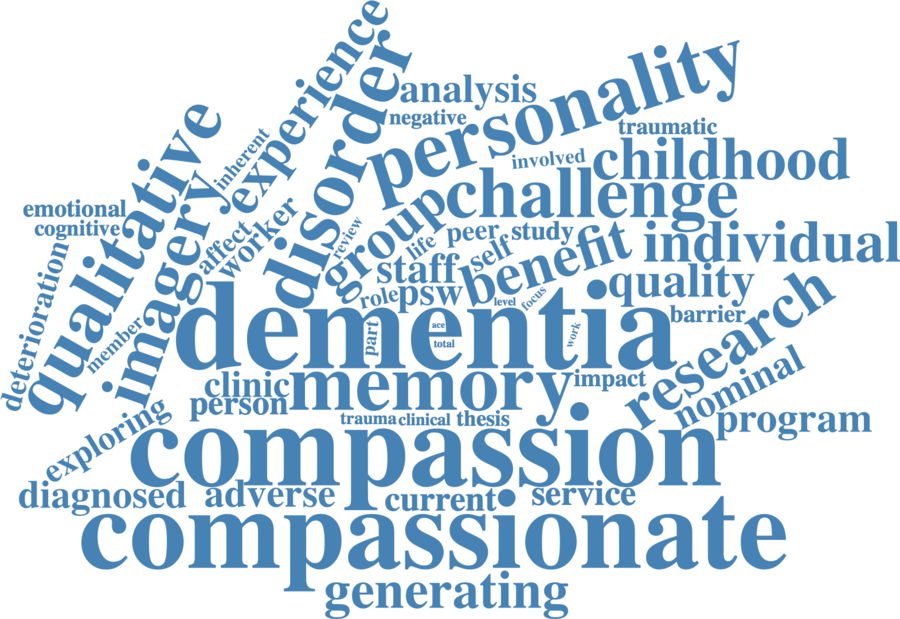 experience
disorder
analysis
negative
personality
traumatic
inherent
involved
childhood
qualitative
imagery
challenge
emotional
cognitive
affect
worker
review
group
life
peer
study
self
benefit
individual
staff
quality
deterioration
role
psw
level
focus
barrier
research
member
dementia
part
ace
total
work
clinic
memory
impact
nominal
person
trauma
clinical
thesis
program
exploring
compassion
diagnosed
adverse
current
service
compassionate
generating